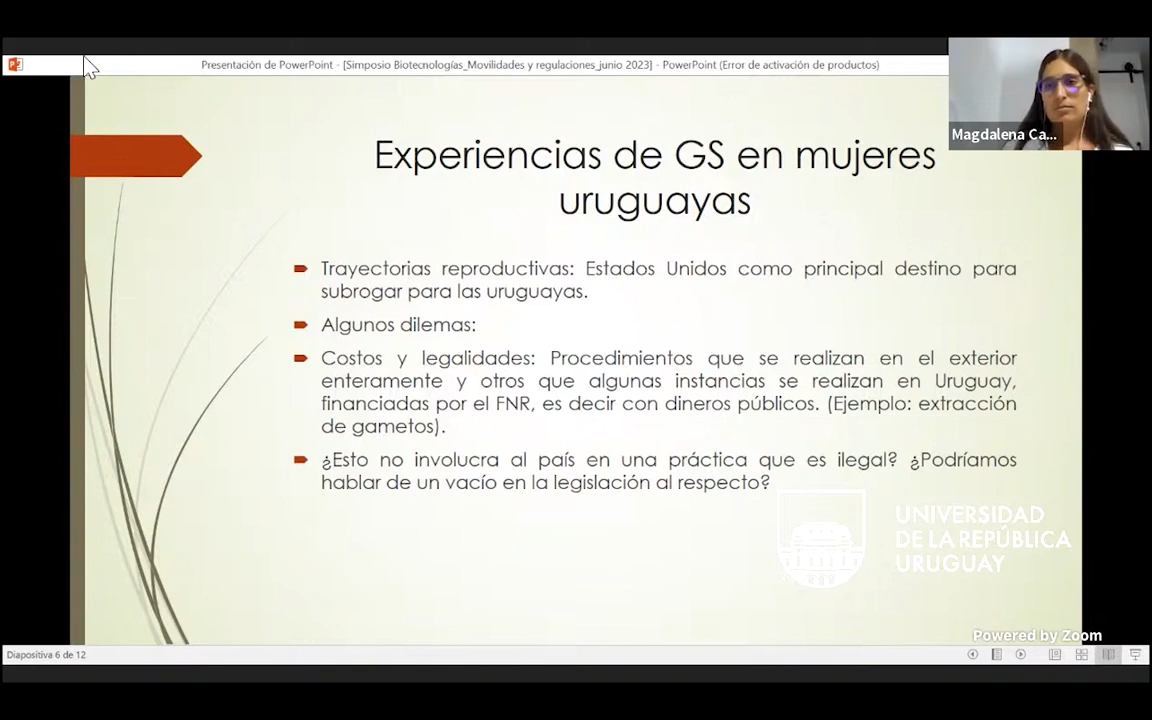 Presentación de PowerPoint - [Simposio Biotecnologías_Movilidades y regulaciones_junio 2023] - PowerPoint (Error de activación de productos)
Magdalena Ca...
Experiencias de GS en mujeres
uruguayas
Trayectorias reproductivas: Estados Unidos como principal destino para
subrogar para las uruguayas.
Algunos dilemas:
Costos y legalidades: Procedimientos que se realizan en el exterior
enteramente y otros que algunas instancias se realizan en Uruguay,
financiadas por el FNR, es decir con dineros públicos. (Ejemplo: extracción
de gametos).
¿Esto no involucra al país en una práctica que es ilegal? ¿Podríamos
hablar de un vacío en la legislación al respecto?
UNIVERSIDAD
DE LA REPÚBLICA
URUGUAY
Powered by Zoom
Diapositiva 6 de 12